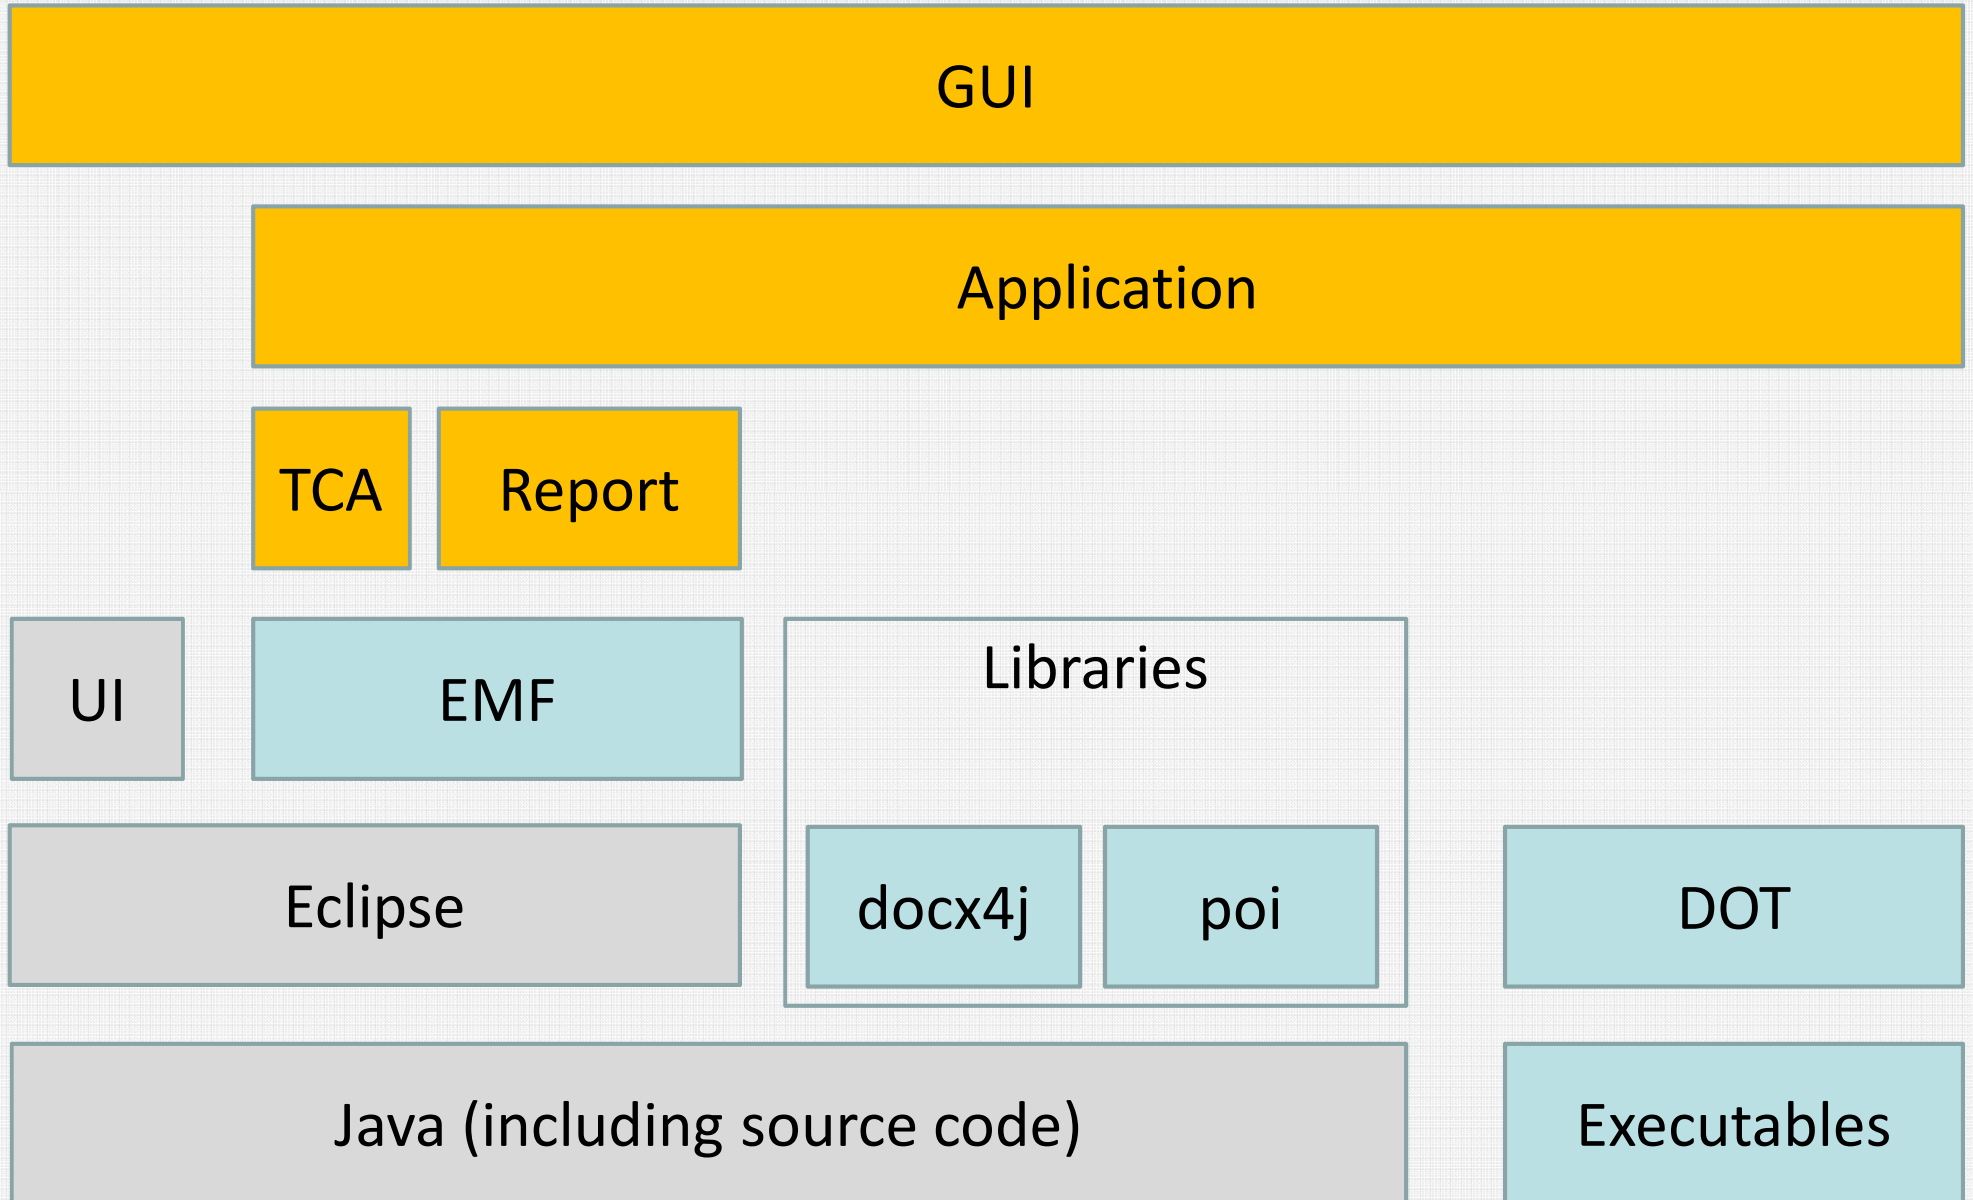 GUI
Application
TCA
Report
UI
EMF
Libraries
Eclipse
docx4j
poi
DOT
Java (including source code)
Executables